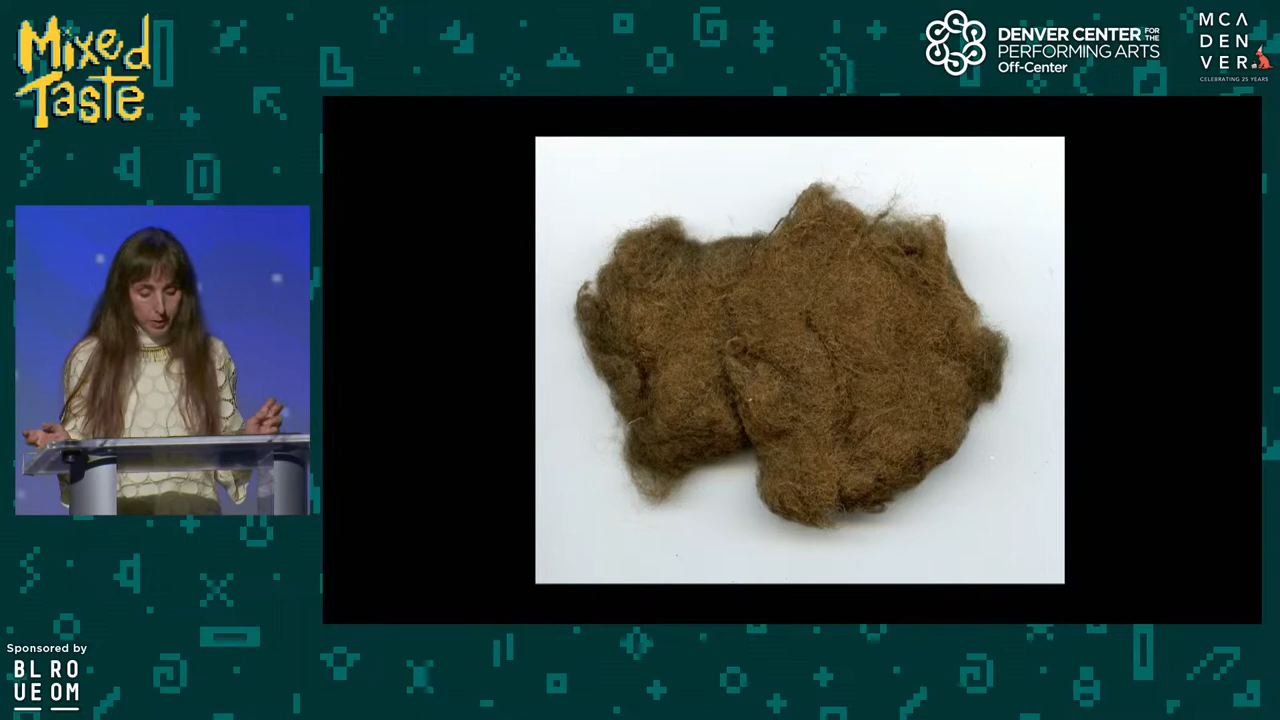 Mixed
Taste
DENVER CENTER FOR THE
PERFORMING ARTS
Off-Center
MCA
DEN
VER
CELEBRATING 25 YEARS
Sponsored by
BL RO
UE OM